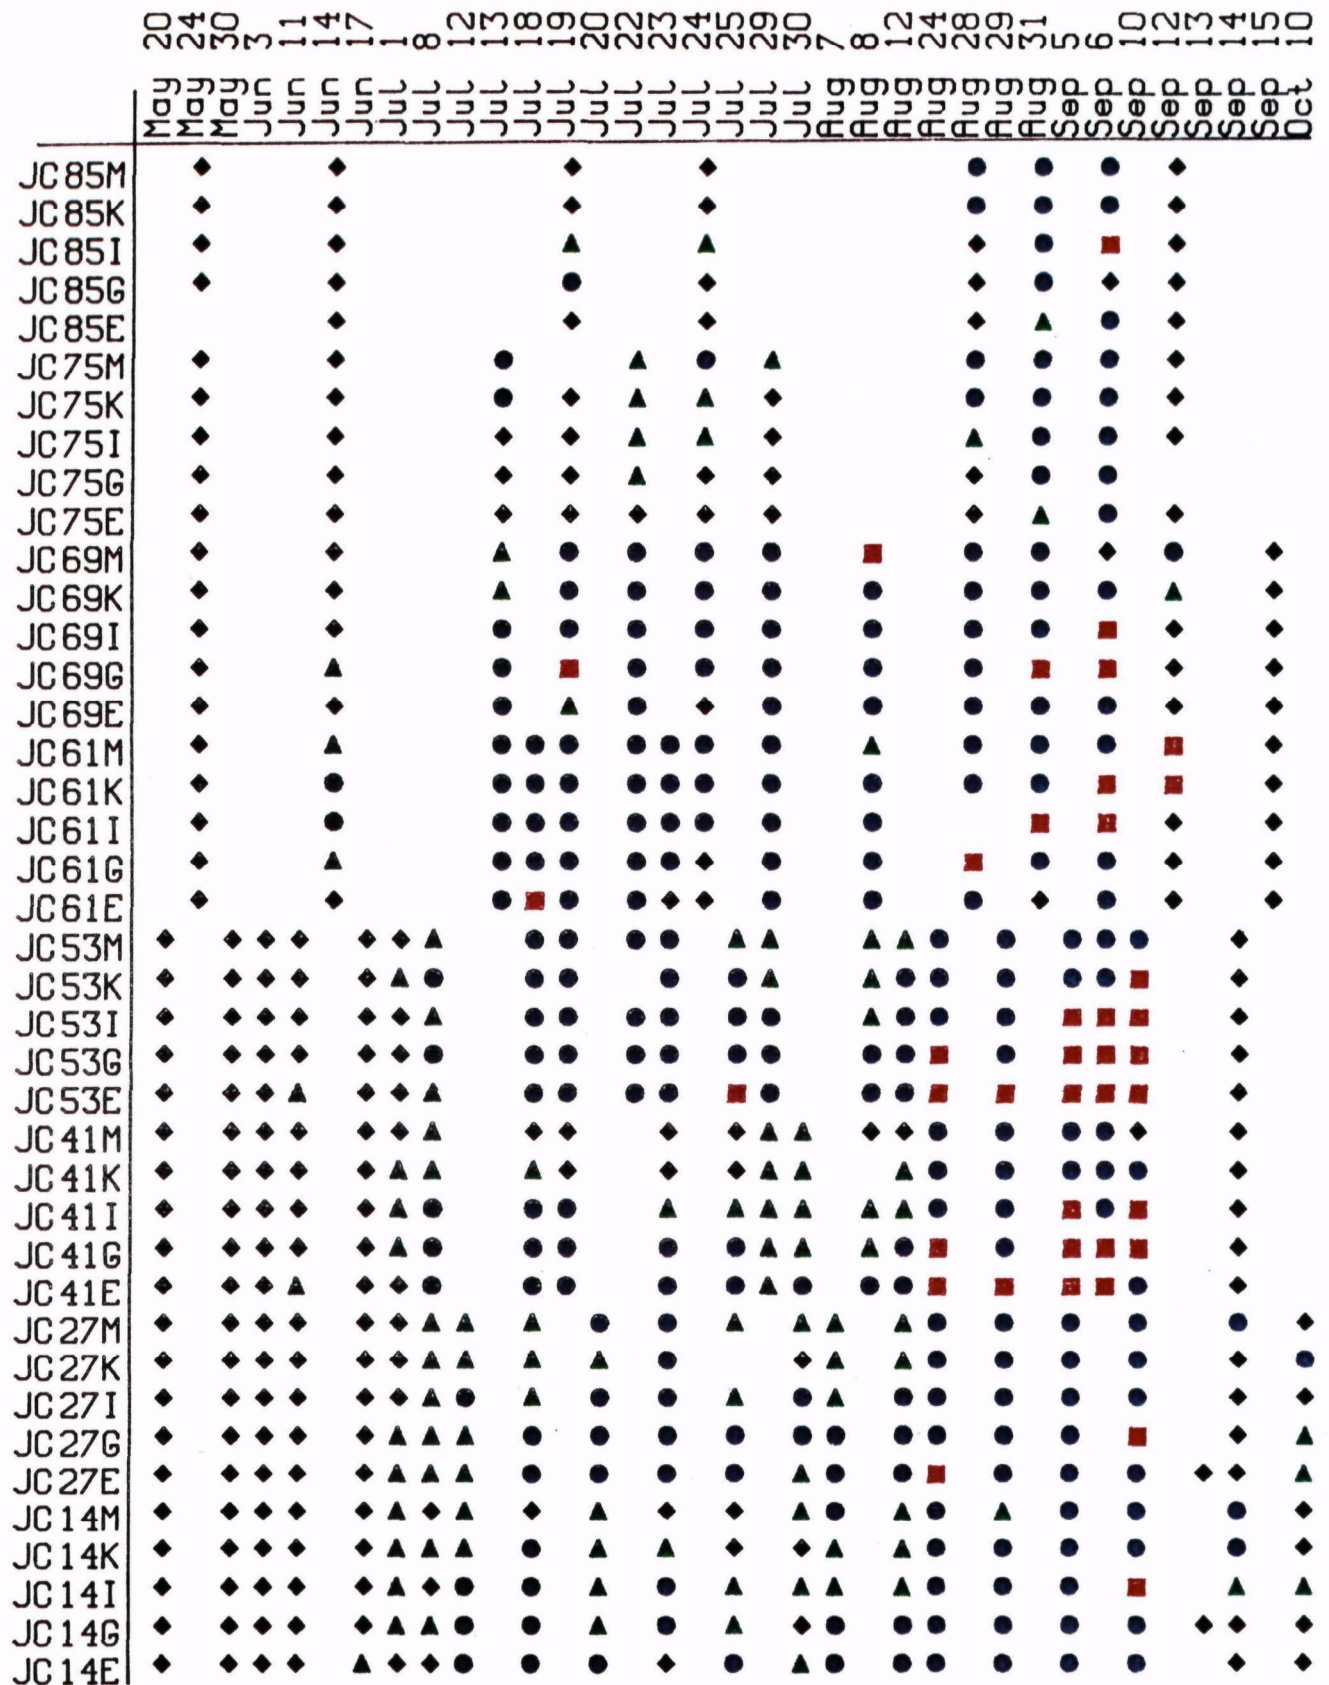 May 20
May 24
May 30
Jun 3
Jun 11
Jun 14
Jun 17
Jul 1
Jul 8
Jul 12
Jul 13
Jul 18
Jul 19
Jul 20
Jul 22
Jul 23
Jul 24
Jul 25
Jul 29
Jul 30
Aug 7
Aug 8
Aug 12
Aug 24
Aug 28
Aug 29
Aug 31
Sep 5
Sep 6
Sep 10
Sep 12
Sep 13
Sep 14
Sep 15
Oct 10
JC85M
JC85K
JC85I
JC85G
JC85E
JC75M
JC75K
JC75I
JC75G
JC75E
JC69M
JC69K
JC69I
JC69G
JC69E
JC61M
JC61K
JC61I
JC61G
JC61E
JC53M
JC53K
JC53I
JC53G
JC53E
JC41M
JC41K
JC41I
JC41G
JC41E
JC27M
JC27K
JC27I
JC27G
JC27E
JC14M
JC14K
JC14I
JC14G
JC14E